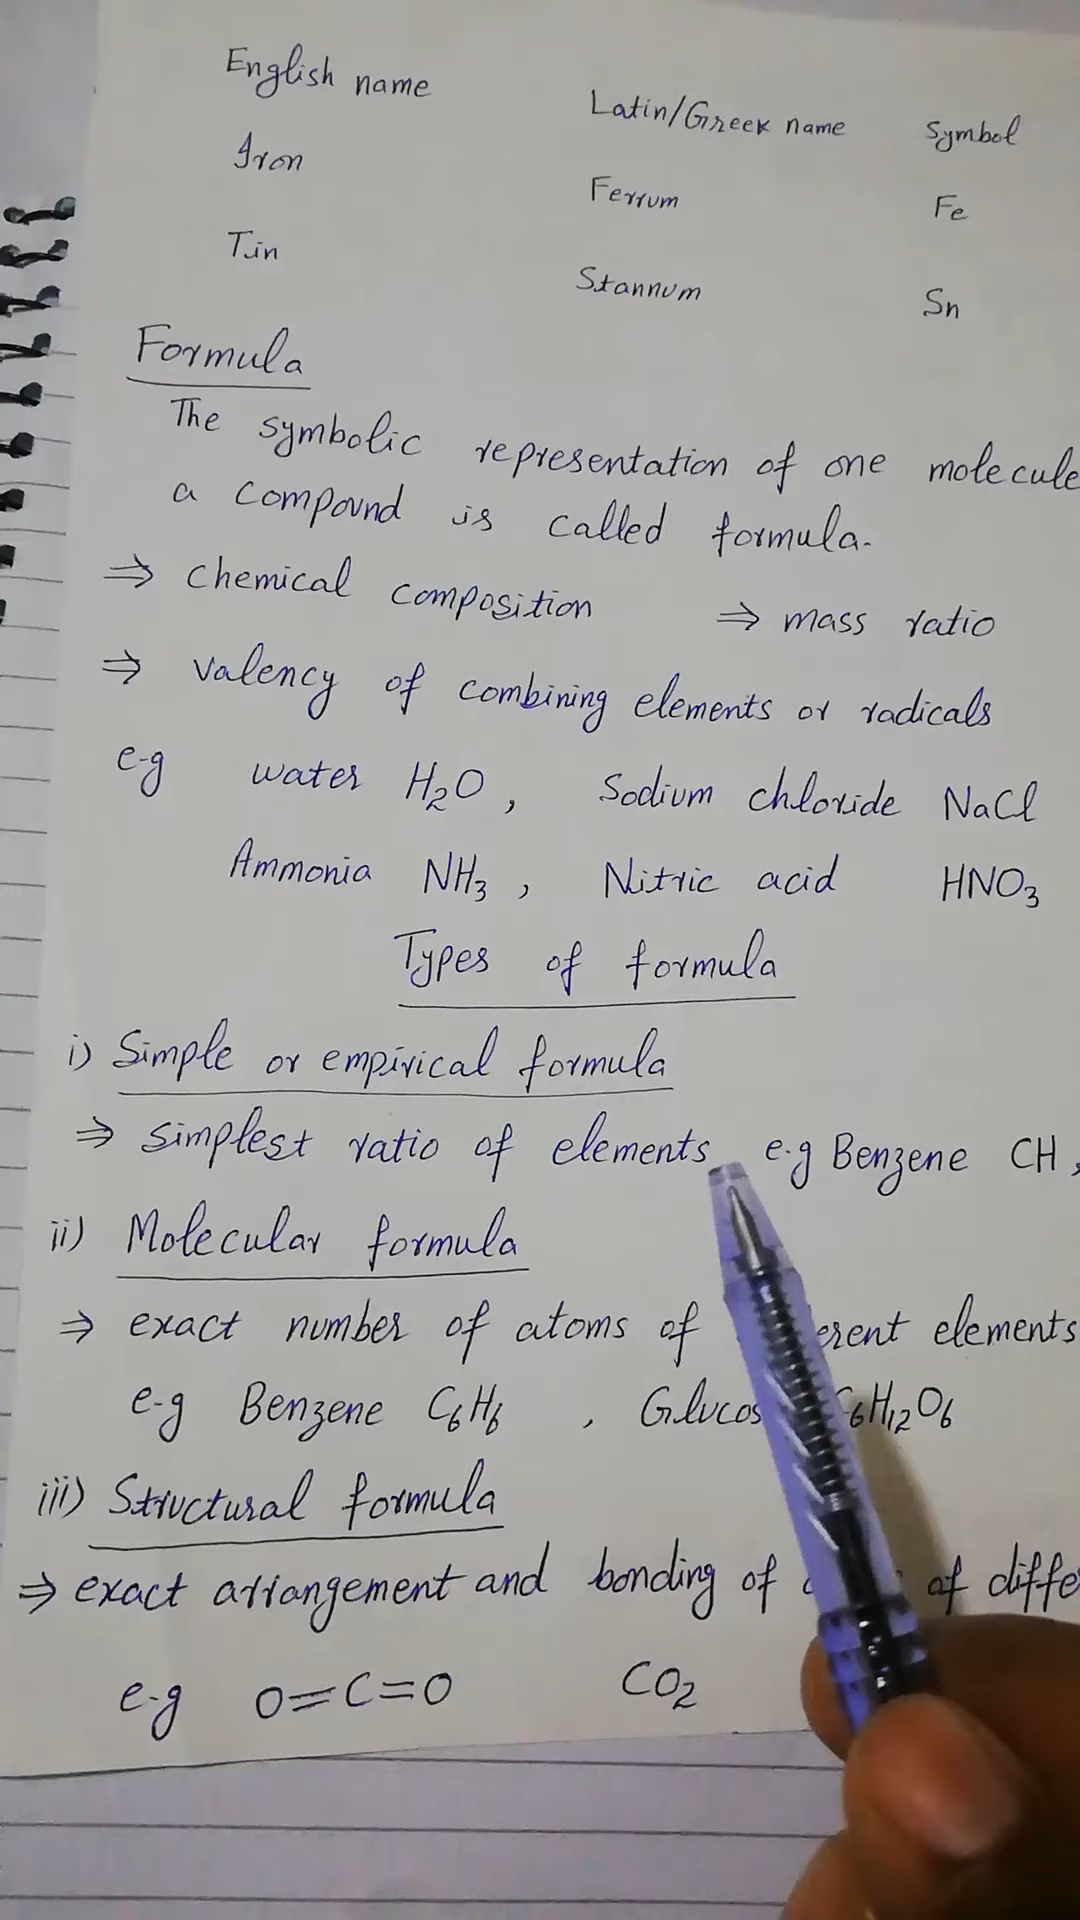 English name Latin/Greek name Symbol
Iron Ferrum Fe
Tin Stannum Sn
Formula
The symbolic representation of one molecule
a compound is called formula.
⇒ chemical composition ⇒ mass ratio
⇒ valency of combining elements or radicals
e-g water H₂O , Sodium chloride NaCl
Ammonia NH₃ , Nitric acid HNO₃
Types of formula
i) Simple or empirical formula
⇒ simplest ratio of elements e.g Benzene CH,
ii) Molecular formula
⇒ exact number of atoms of erent elements
e-g Benzene C₆H₆ , Glucos C₆H₁₂O₆
iii) Structural formula
⇒ exact arrangement and bonding of of diffe
e-g O=C=O CO₂